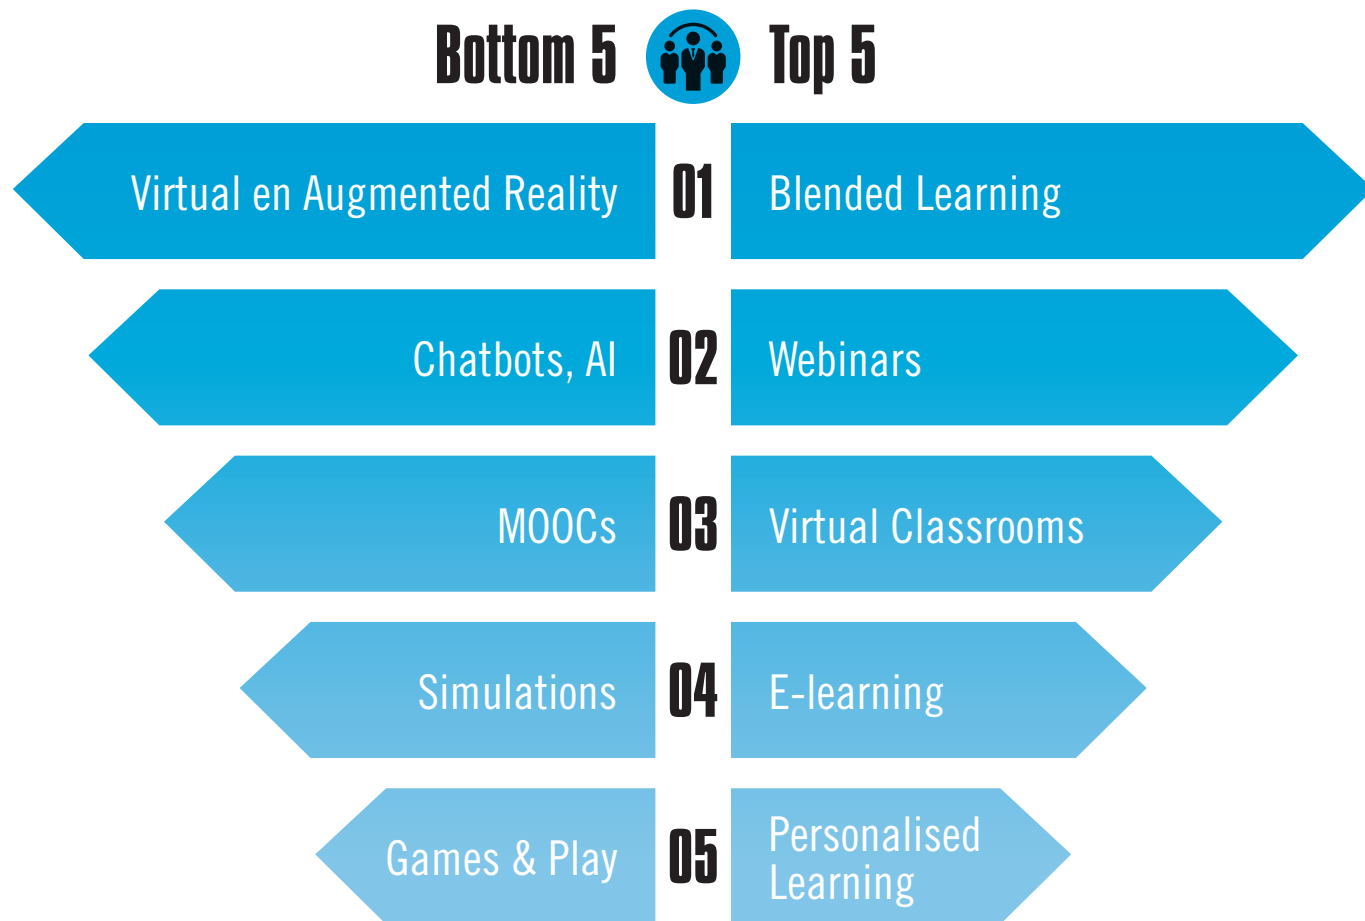 Bottom 5 Top 5
Virtual en Augmented Reality 01 Blended Learning
Chatbots, AI 02 Webinars
MOOCs 03 Virtual Classrooms
Simulations 04 E-learning
Games & Play 05 Personalised
Learning